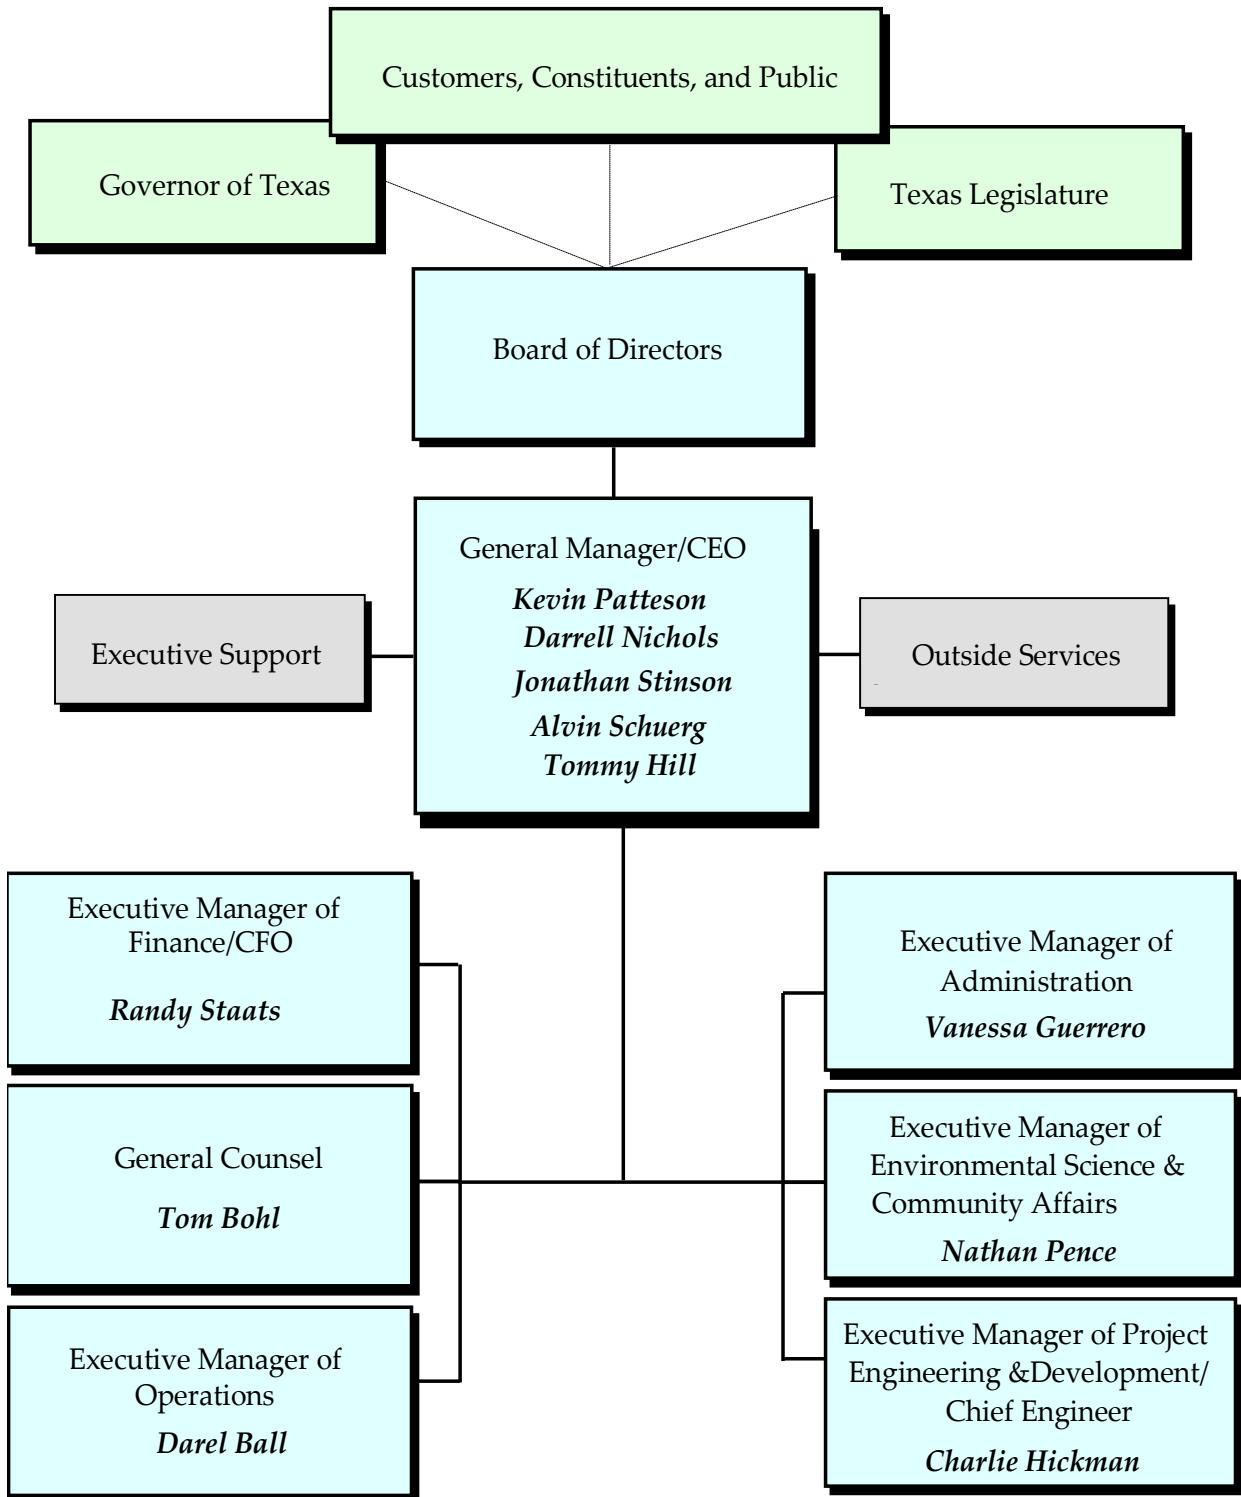 Customers, Constituents, and Public
Governor of Texas
Texas Legislature
Board of Directors
General Manager/CEO
Kevin Patteson
Darrell Nichols
Jonathan Stinson
Alvin Schuerg
Tommy Hill
Executive Support
Outside Services
Executive Manager of
Finance/CFO
Randy Staats
General Counsel
Tom Bohl
Executive Manager of
Operations
Darel Ball
Executive Manager of
Administration
Vanessa Guerrero
Executive Manager of
Environmental Science &
Community Affairs
Nathan Pence
Executive Manager of Project
Engineering &Development/
Chief Engineer
Charlie Hickman